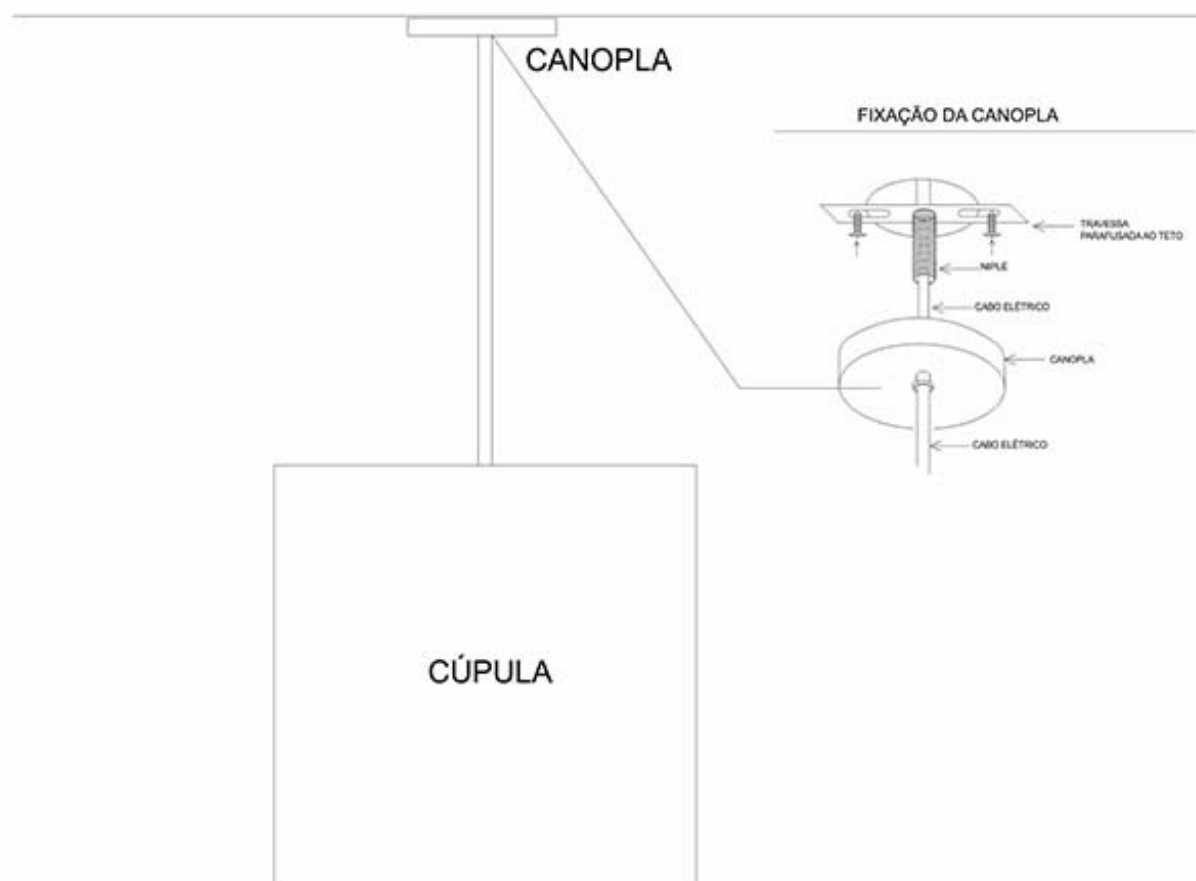 CANOPLA
FIXAÇÃO DA CANOPLA
TRAVESSA
PARAFUSADA AO TETO
NIPLE
CABO ELÉTRICO
CANOPLA
CABO ELÉTRICO
CÚPULA